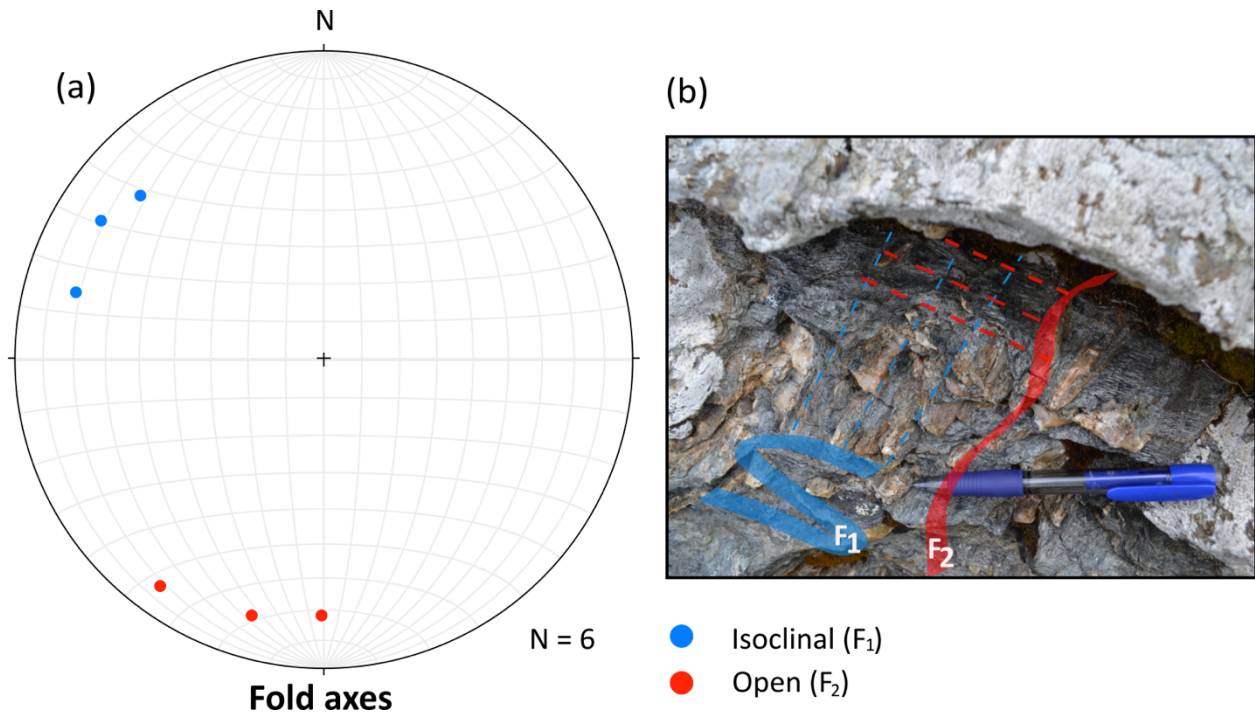 N
(a)
N = 6
Fold axes
(b)
F₁
F₂
Isoclinal (F₁)
Open (F₂)